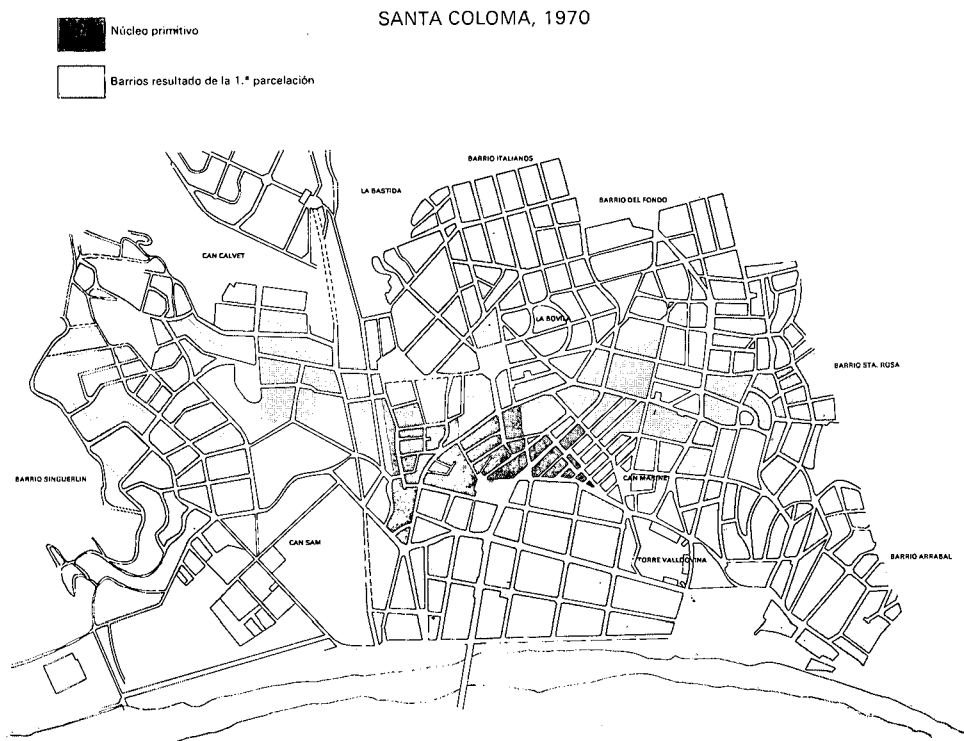 SANTA COLOMA, 1970
Núcleo primitivo
Barrios resultado de la 1.ª parcelación
BARRIO ITALIANOS
LA BASTIDA
BARRIO DEL FONDO
CAN CALVET
LA BOVILA
BARRIO STA. ROSA
BARRIO SINGUERLIN
CAN MARINE
CAN SAM
TORRE VALLDOVINA
BARRIO ARRABAL